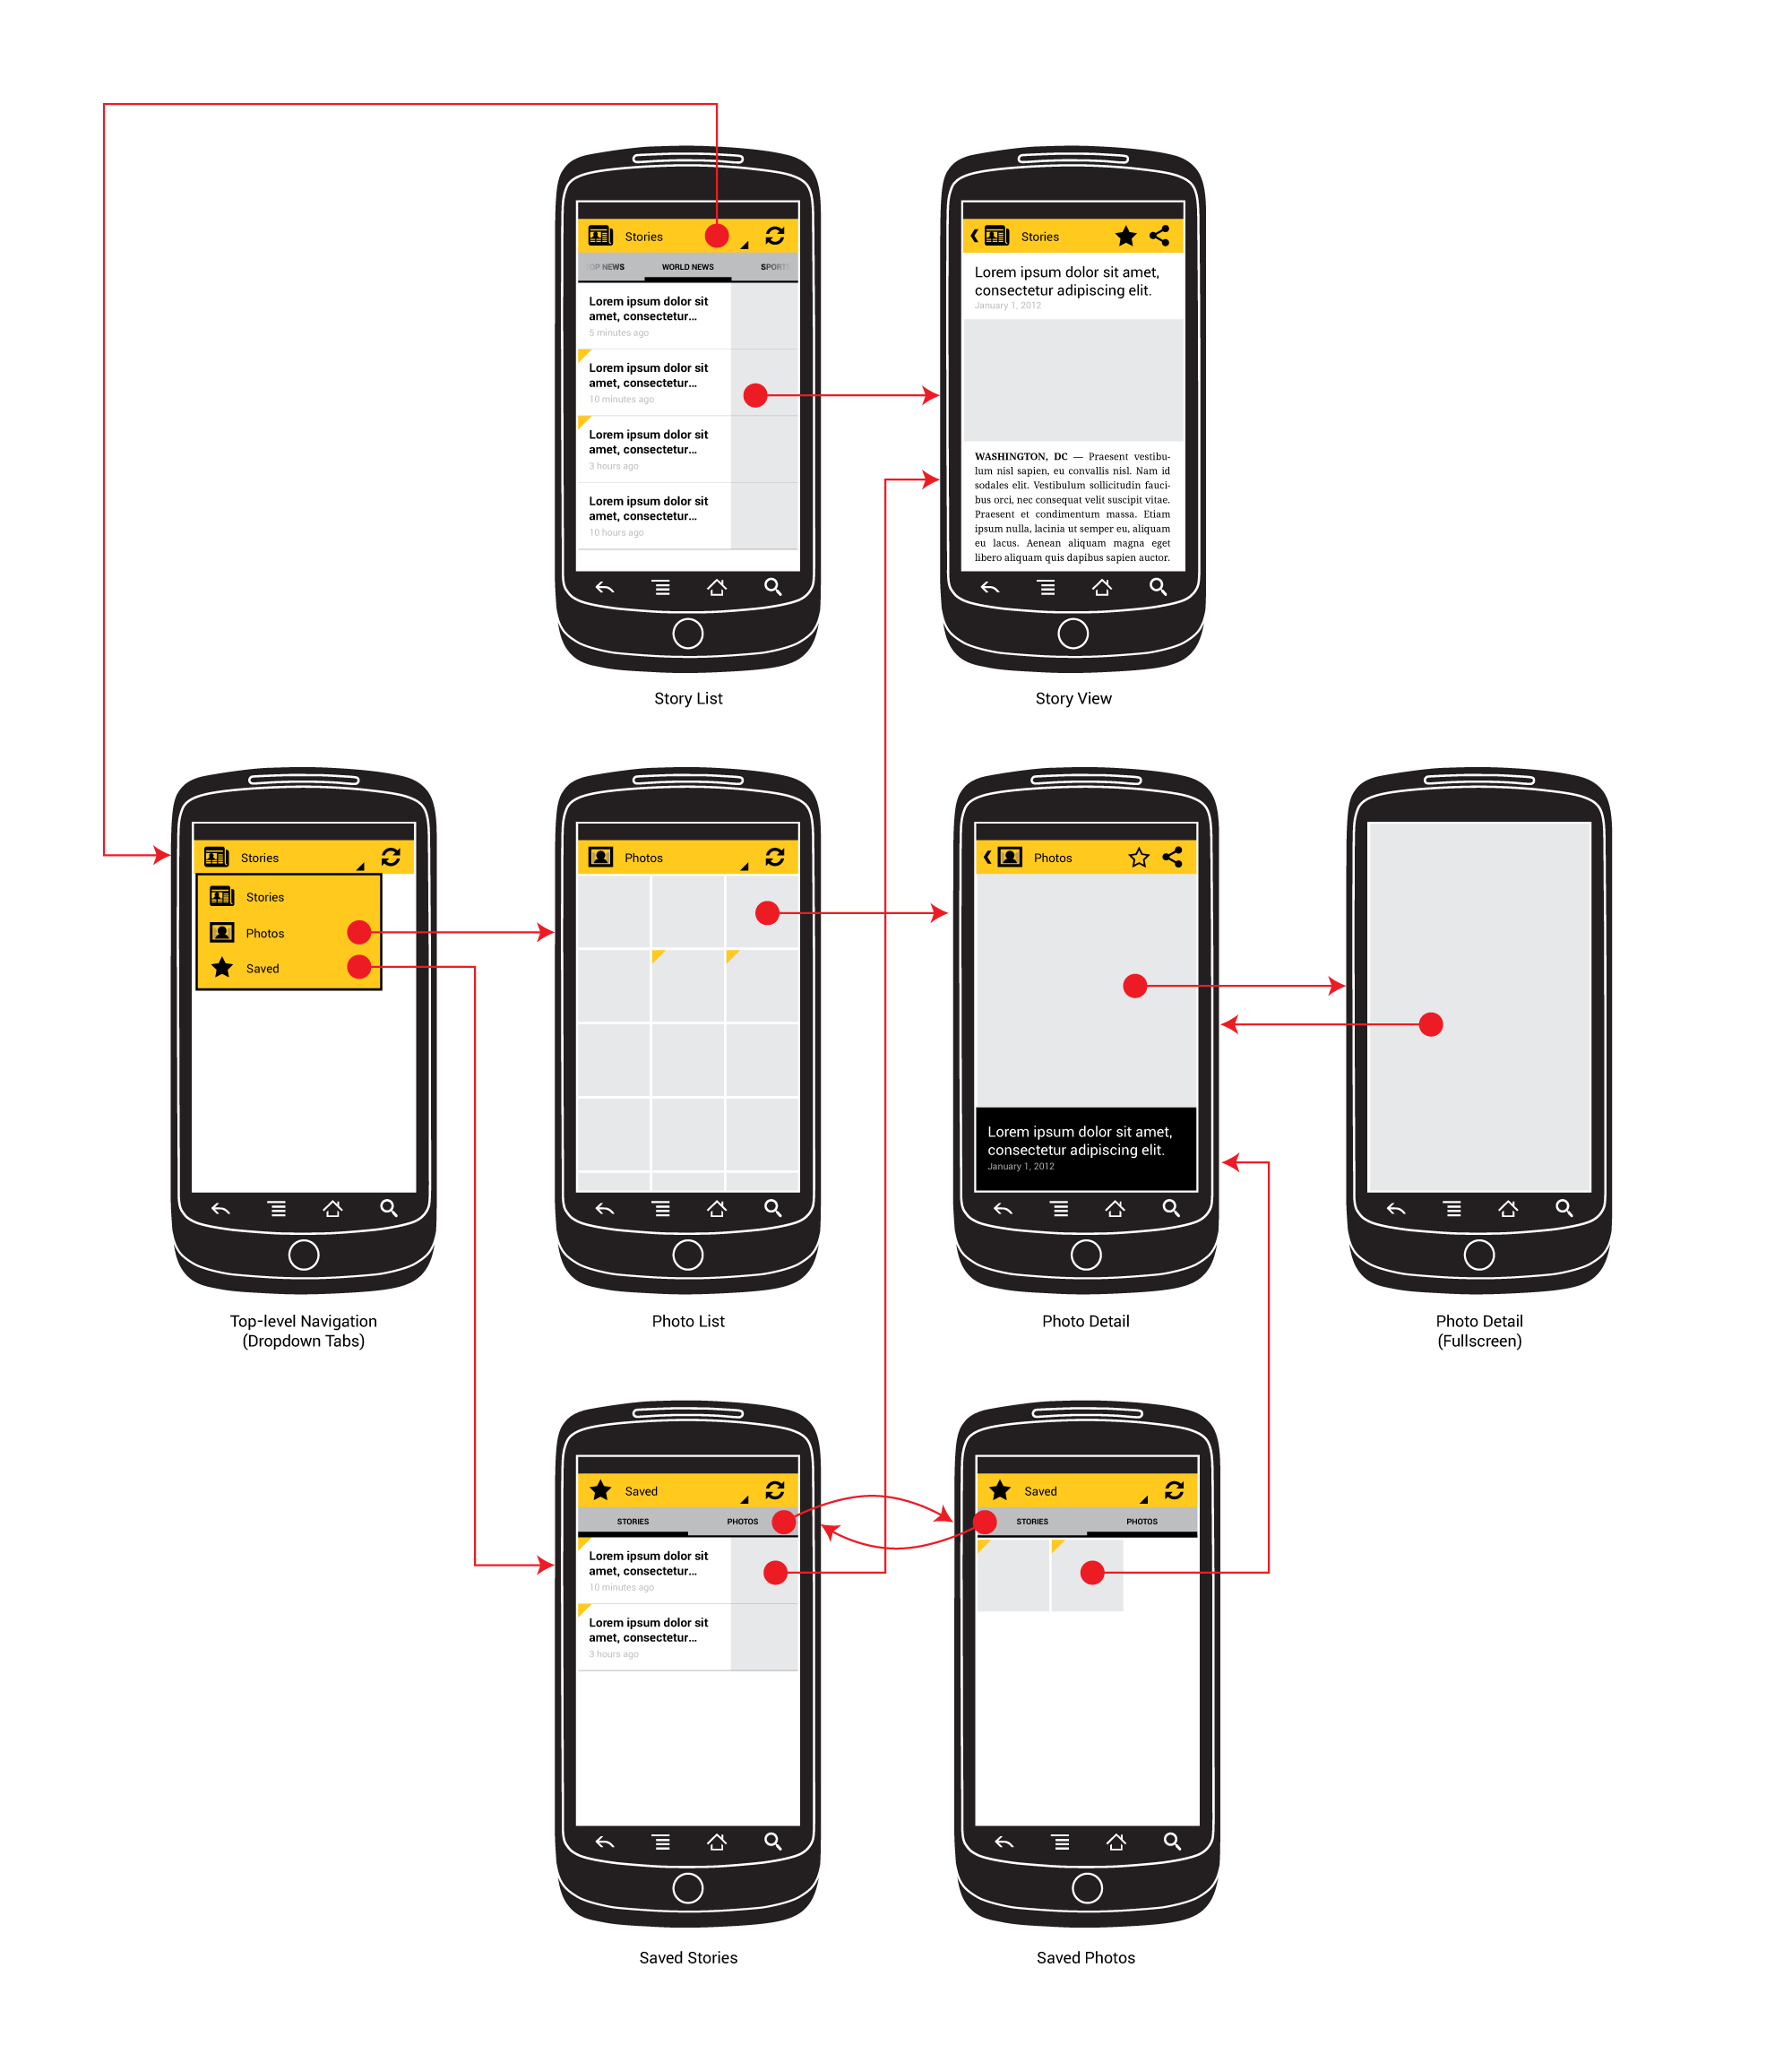 Stories
OP NEWS WORLD NEWS SPORT
Lorem ipsum dolor sit
amet, consectetur...
5 minutes ago
Lorem ipsum dolor sit
amet, consectetur...
10 minutes ago
Lorem ipsum dolor sit
amet, consectetur...
3 hours ago
Lorem ipsum dolor sit
amet, consectetur...
10 hours ago
Story List
Stories
Lorem ipsum dolor sit amet,
consectetur adipiscing elit.
January 1, 2012
WASHINGTON, DC — Praesent vestibu-
lum nisl sapien, eu convallis nisl. Nam id
sodales elit. Vestibulum sollicitudin fauci-
bus orci, nec consequat velit suscipit vitae.
Praesent et condimentum massa. Etiam
ipsum nulla, lacinia ut semper eu, aliquam
eu lacus. Aenean aliquam magna eget
libero aliquam quis dapibus sapien auctor.
Story View
Stories
Stories
Photos
Saved
Top-level Navigation
(Dropdown Tabs)
Photos
Photo List
Photos
Lorem ipsum dolor sit amet,
consectetur adipiscing elit.
January 1, 2012
Photo Detail
Photo Detail
(Fullscreen)
Saved
STORIES PHOTOS
Lorem ipsum dolor sit
amet, consectetur...
10 minutes ago
Lorem ipsum dolor sit
amet, consectetur...
3 hours ago
Saved Stories
Saved
STORIES PHOTOS
Saved Photos